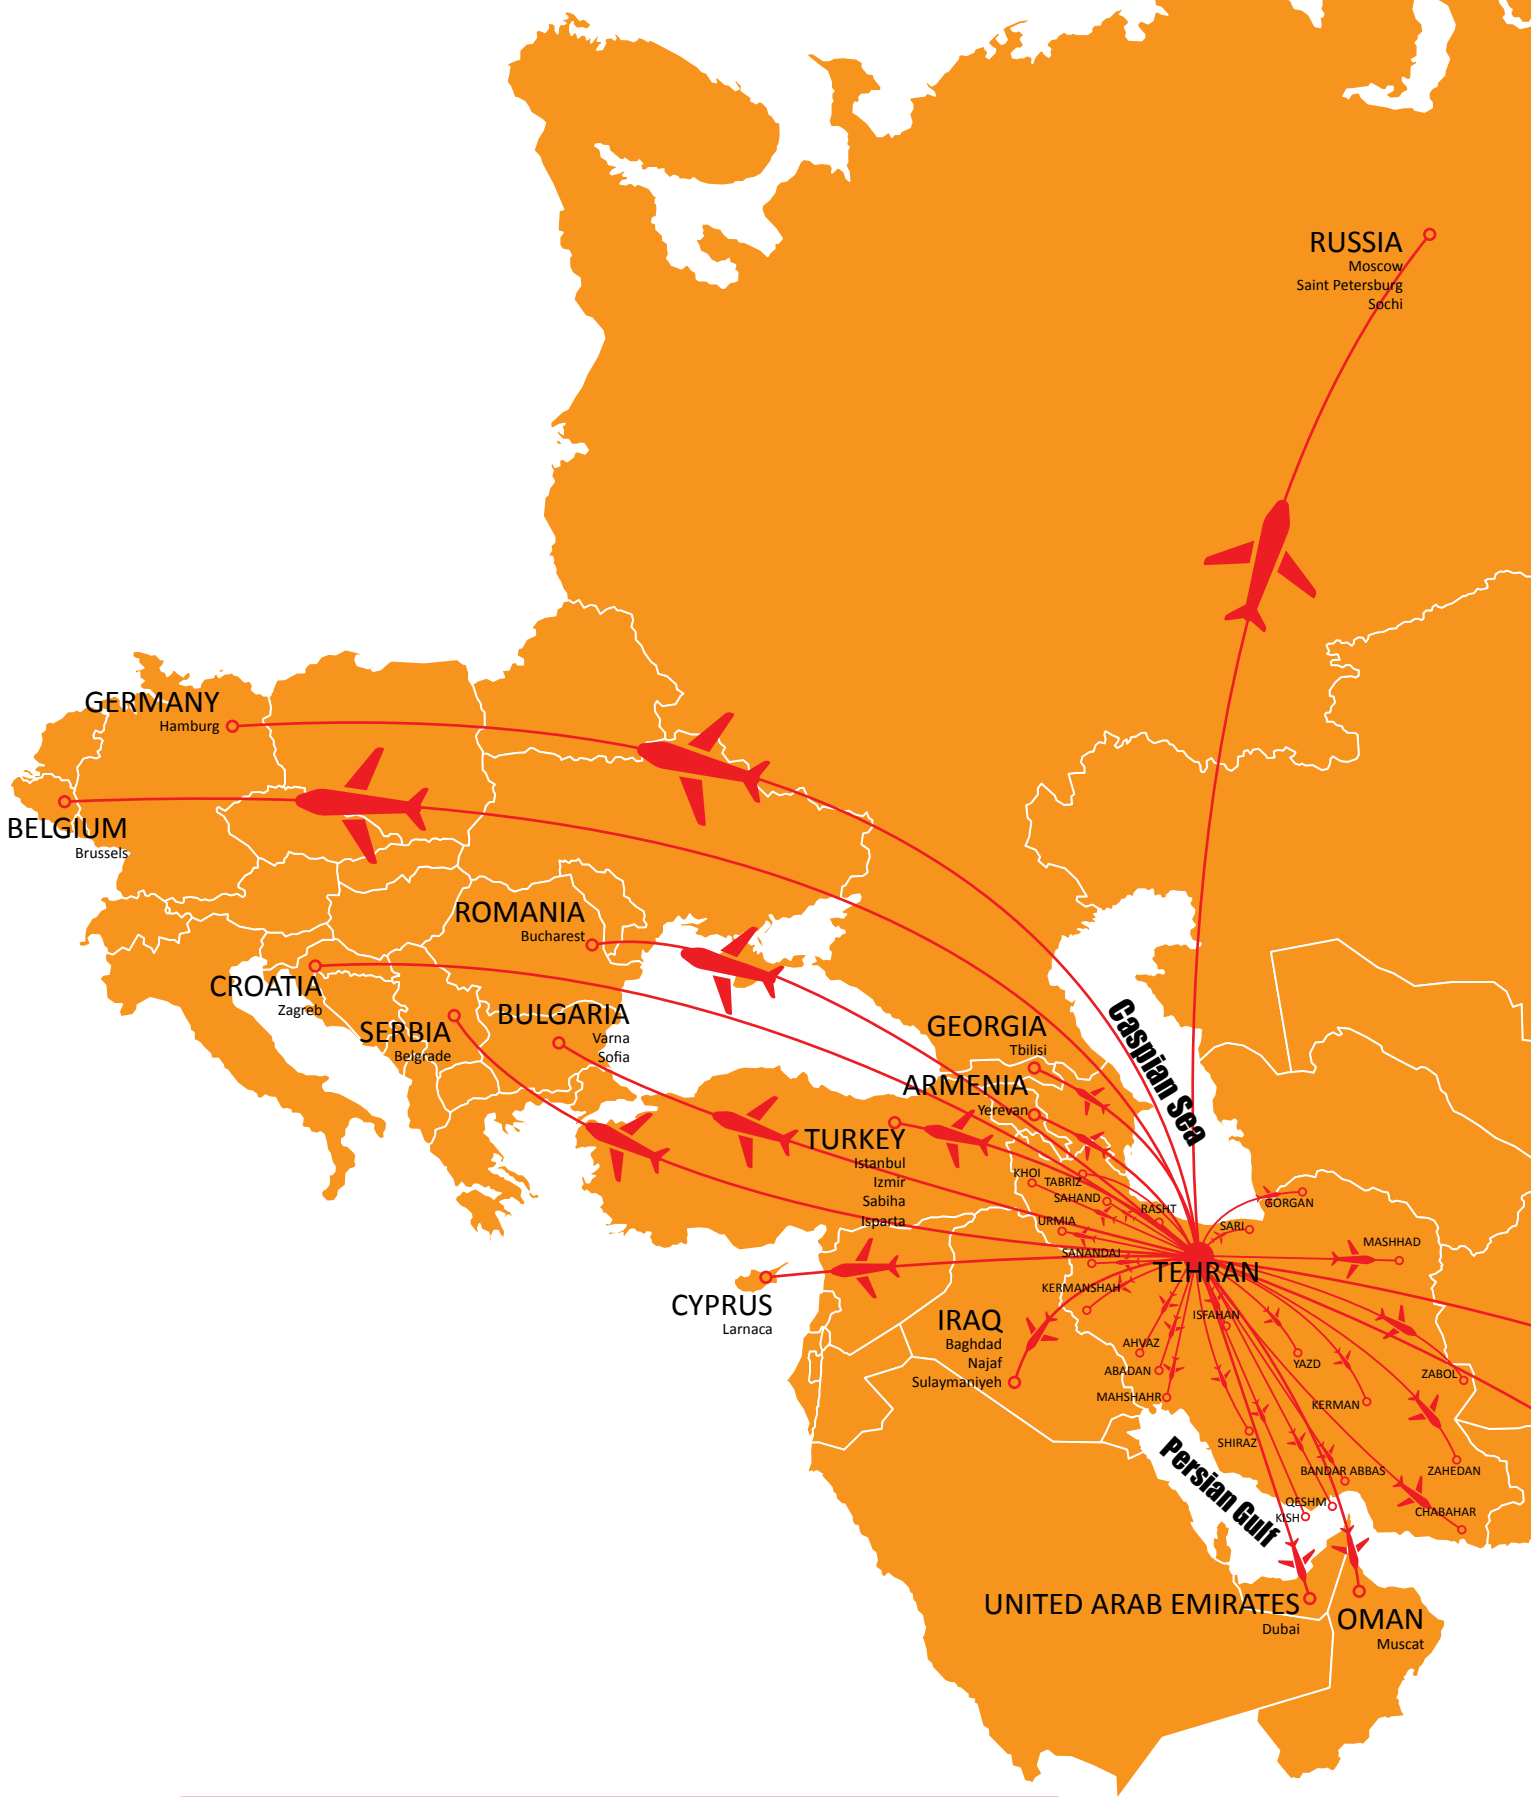 RUSSIA
Moscow
Saint Petersburg
Sochi
GERMANY
Hamburg
BELGIUM
Brussels
ROMANIA
Bucharest
CROATIA
Zagreb
SERBIA
Belgrade
BULGARIA
Varna
Sofia
GEORGIA
Tbilisi
ARMENIA
Yerevan
Caspian Sea
TURKEY
Istanbul
Izmir
Sabiha
Isparta
KHOI
TABRIZ
SAHAND
RASHT
URMIA
SANANDAJ
KERMANSHAH
GORGAN
SARI
MASHHAD
TEHRAN
CYPRUS
Larnaca
IRAQ
Baghdad
Najaf
Sulaymaniyeh
ISFAHAN
AHVAZ
ABADAN
MAHSHAHR
YAZD
ZABOL
KERMAN
SHIRAZ
BANDAR ABBAS
ZAHEDAN
QESHM
KISH
CHABAHAR
Persian Gulf
UNITED ARAB EMIRATES
Dubai
OMAN
Muscat